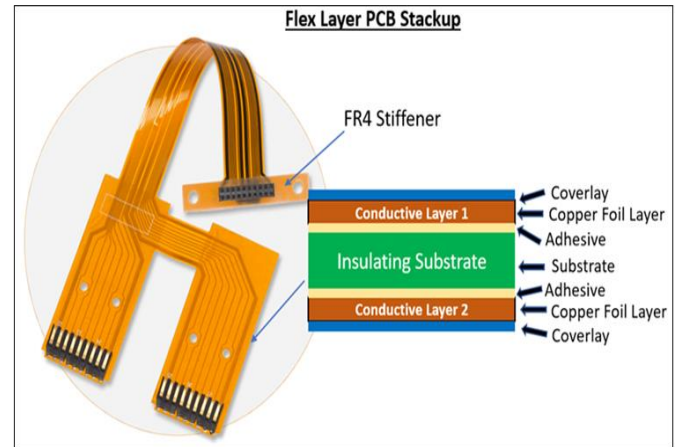 Flex Layer PCB Stackup
FR4 Stiffener
Conductive Layer 1
Insulating Substrate
Conductive Layer 2
Coverlay
Copper Foil Layer
Adhesive
Substrate
Adhesive
Copper Foil Layer
Coverlay